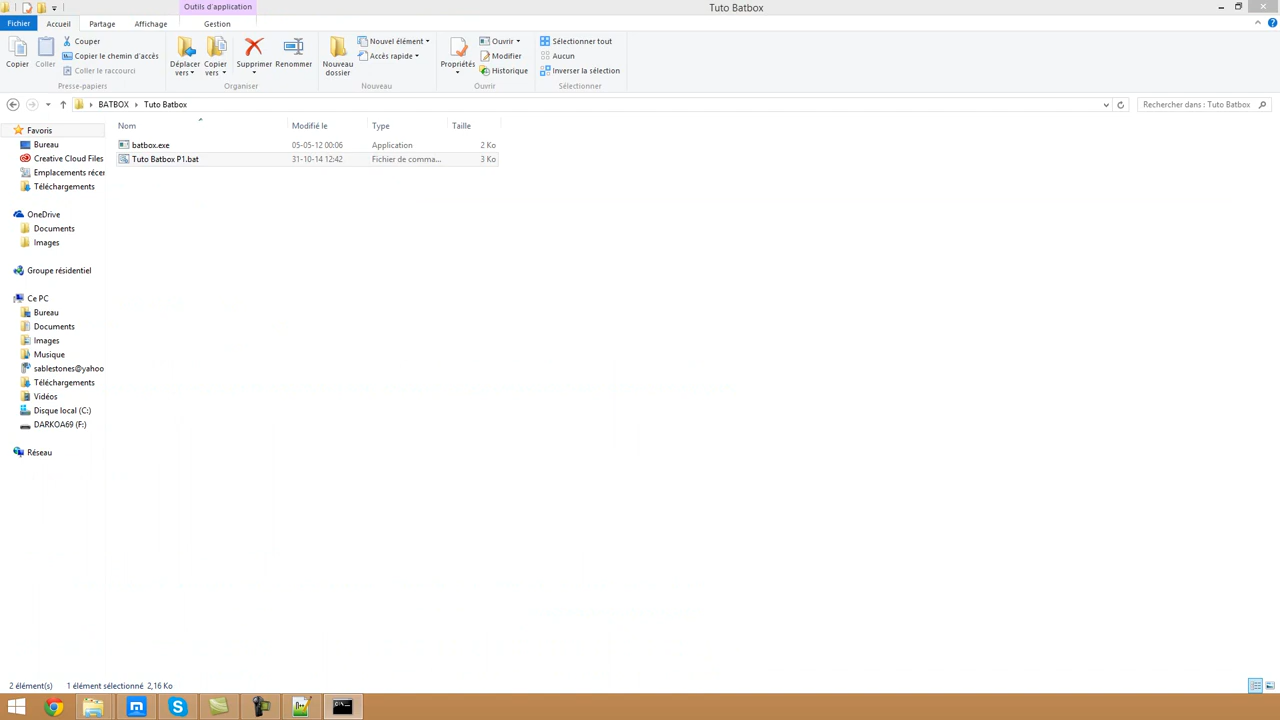 Outils d'application
Tuto Batbox
Fichier
Accueil
Partage
Affichage
Gestion
Copier
Coller
Couper
Copier le chemin d'accès
Coller le raccourci
Presse-papiers
Déplacer vers
Copier vers
Supprimer
Renommer
Organiser
Nouveau dossier
Nouvel élément
Accès rapide
Nouveau
Propriétés
Ouvrir
Modifier
Historique
Ouvrir
Sélectionner tout
Aucun
Inverser la sélection
Sélectionner
BATBOX
Tuto Batbox
Rechercher dans : Tuto Batbox
Nom
Modifié le
Type
Taille
batbox.exe
05-05-12 00:06
Application
2 Ko
Tuto Batbox P1.bat
31-10-14 12:42
Fichier de comma...
3 Ko
Favoris
Bureau
Creative Cloud Files
Emplacements récer
Téléchargements
OneDrive
Documents
Images
Groupe résidentiel
Ce PC
Bureau
Documents
Images
Musique
sablestones@yahoo
Téléchargements
Vidéos
Disque local (C:)
DARKOA69 (F:)
Réseau
2 élément(s)
1 élément sélectionné 2,16 Ko